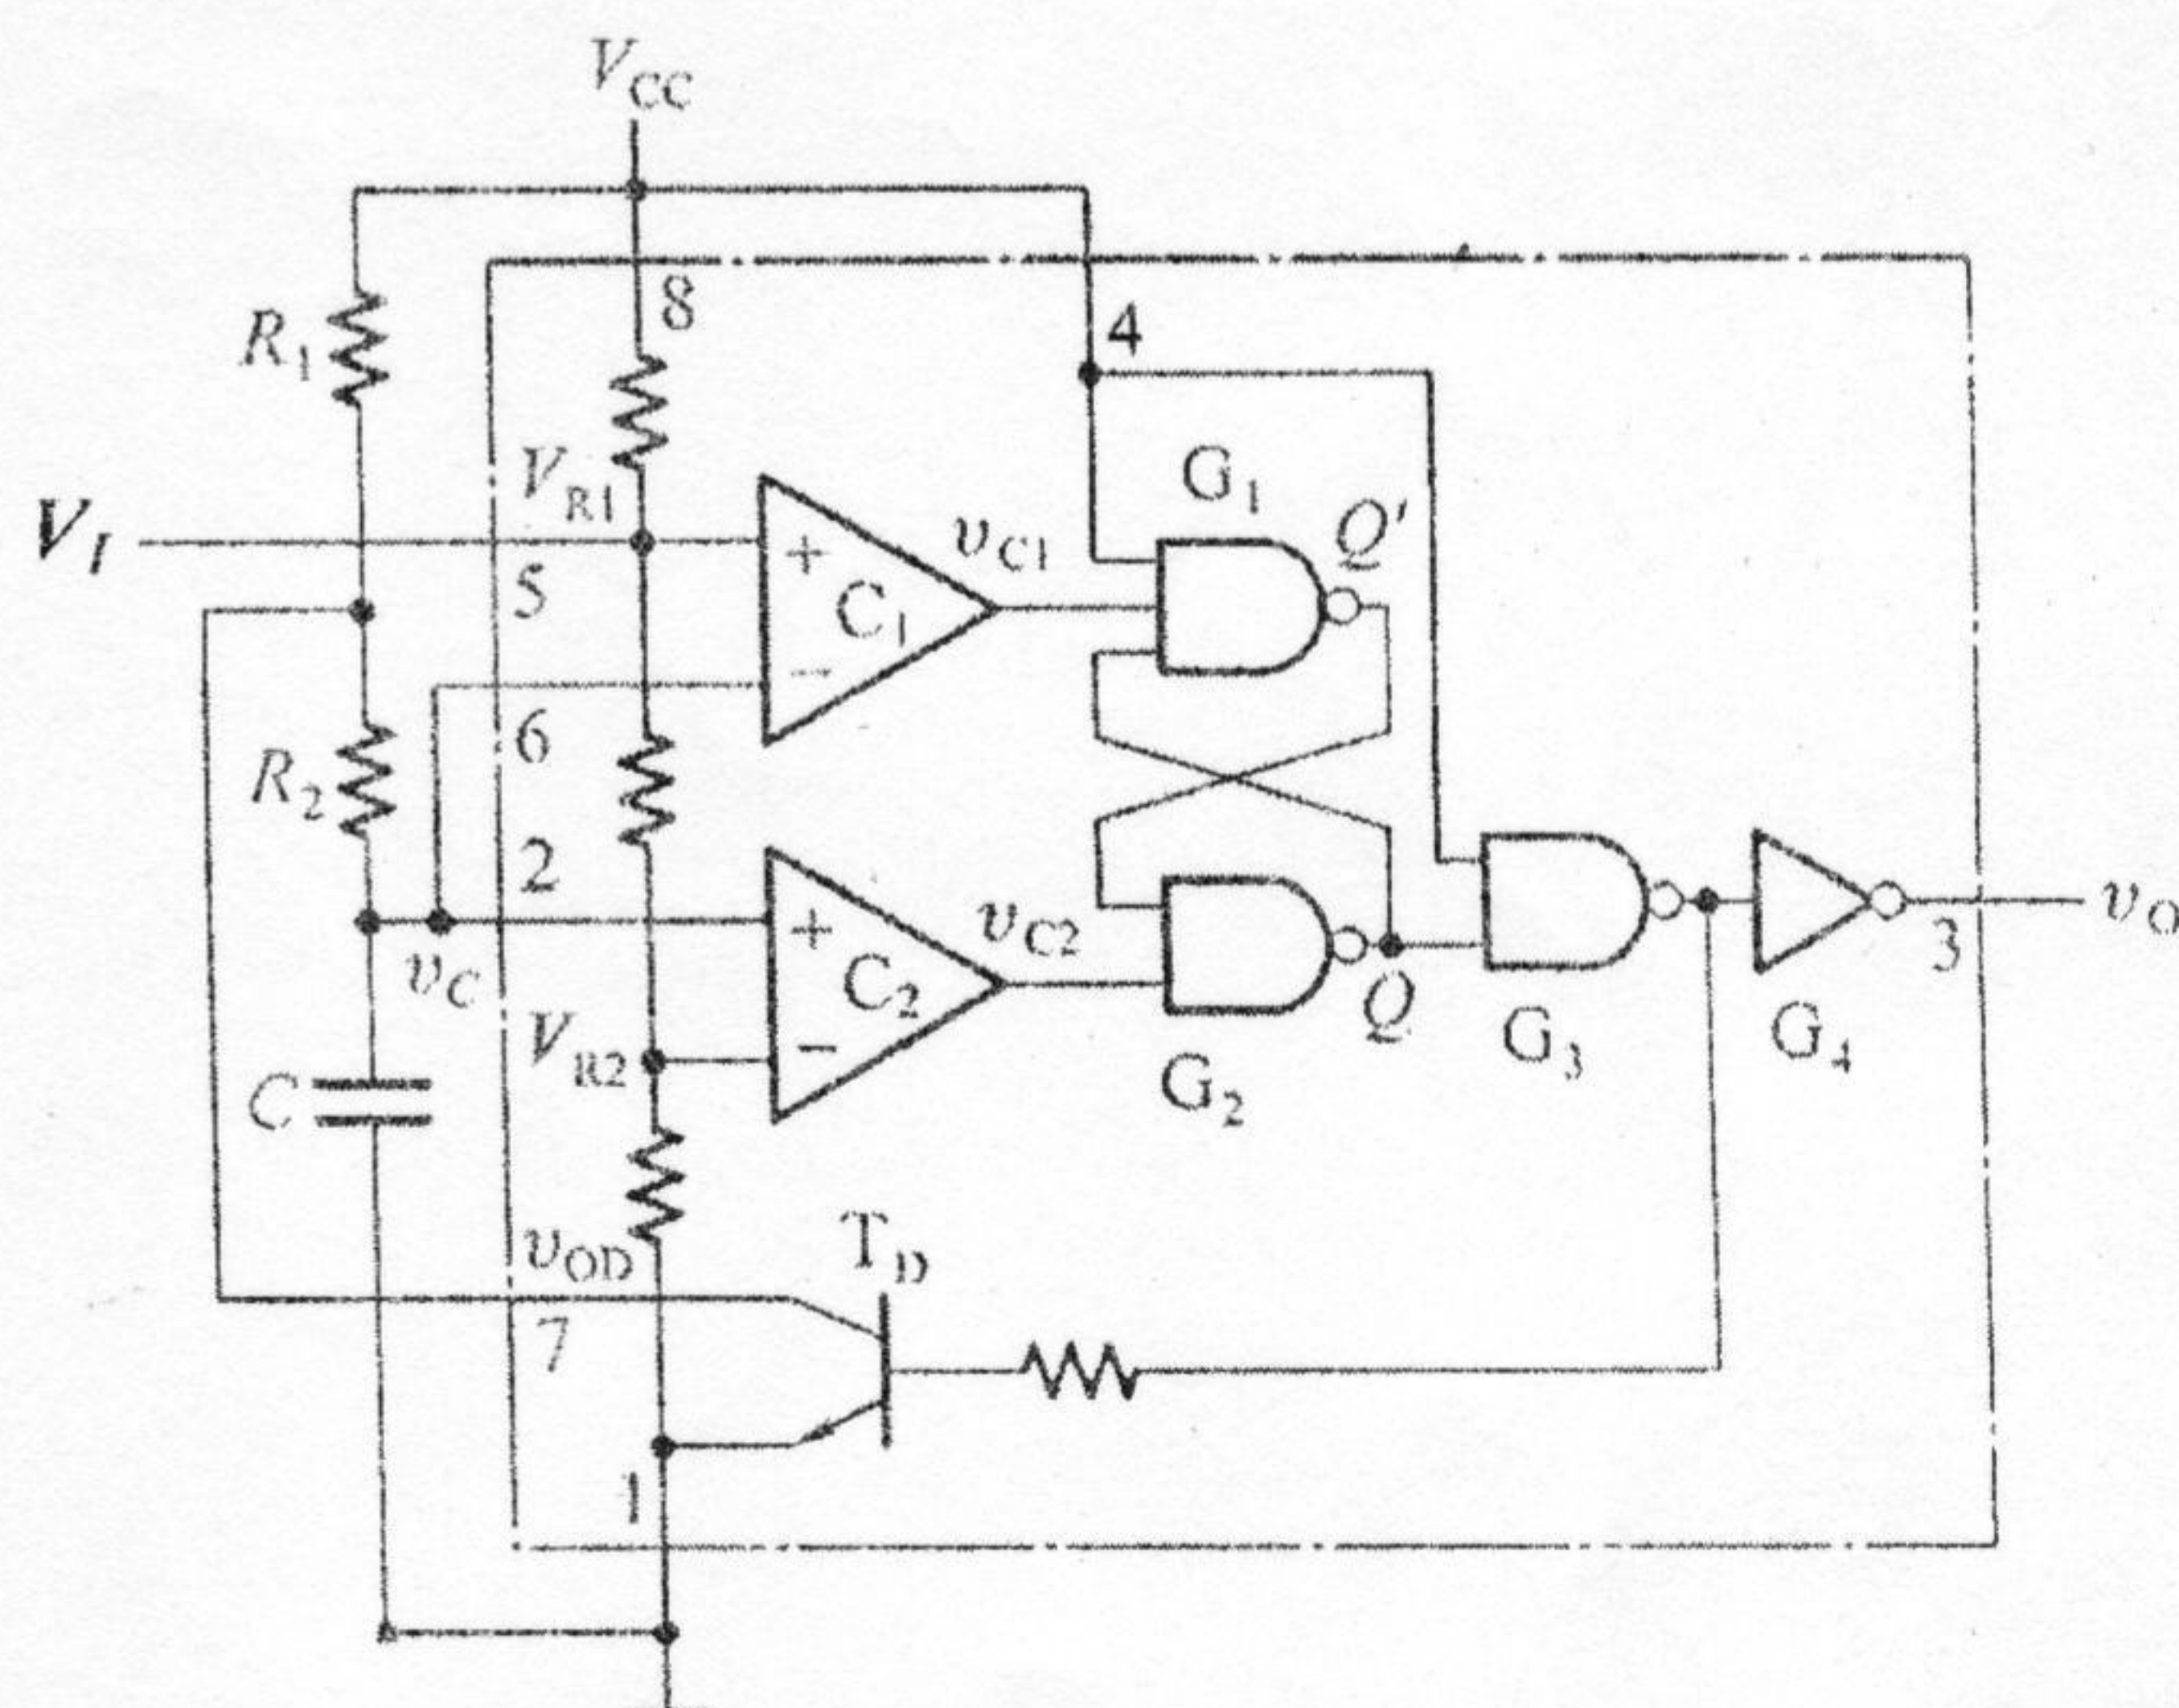 V_CC
8
4
R_1
G_1
V_R1
V_I
5
+
C_1
−
v_C1
Q'
6
R_2
2
+
C_2
−
v_C2
v_C
V_R2
C
G_2
Q
G_3
G_4
3
v_O
v_OD
T_D
7
1